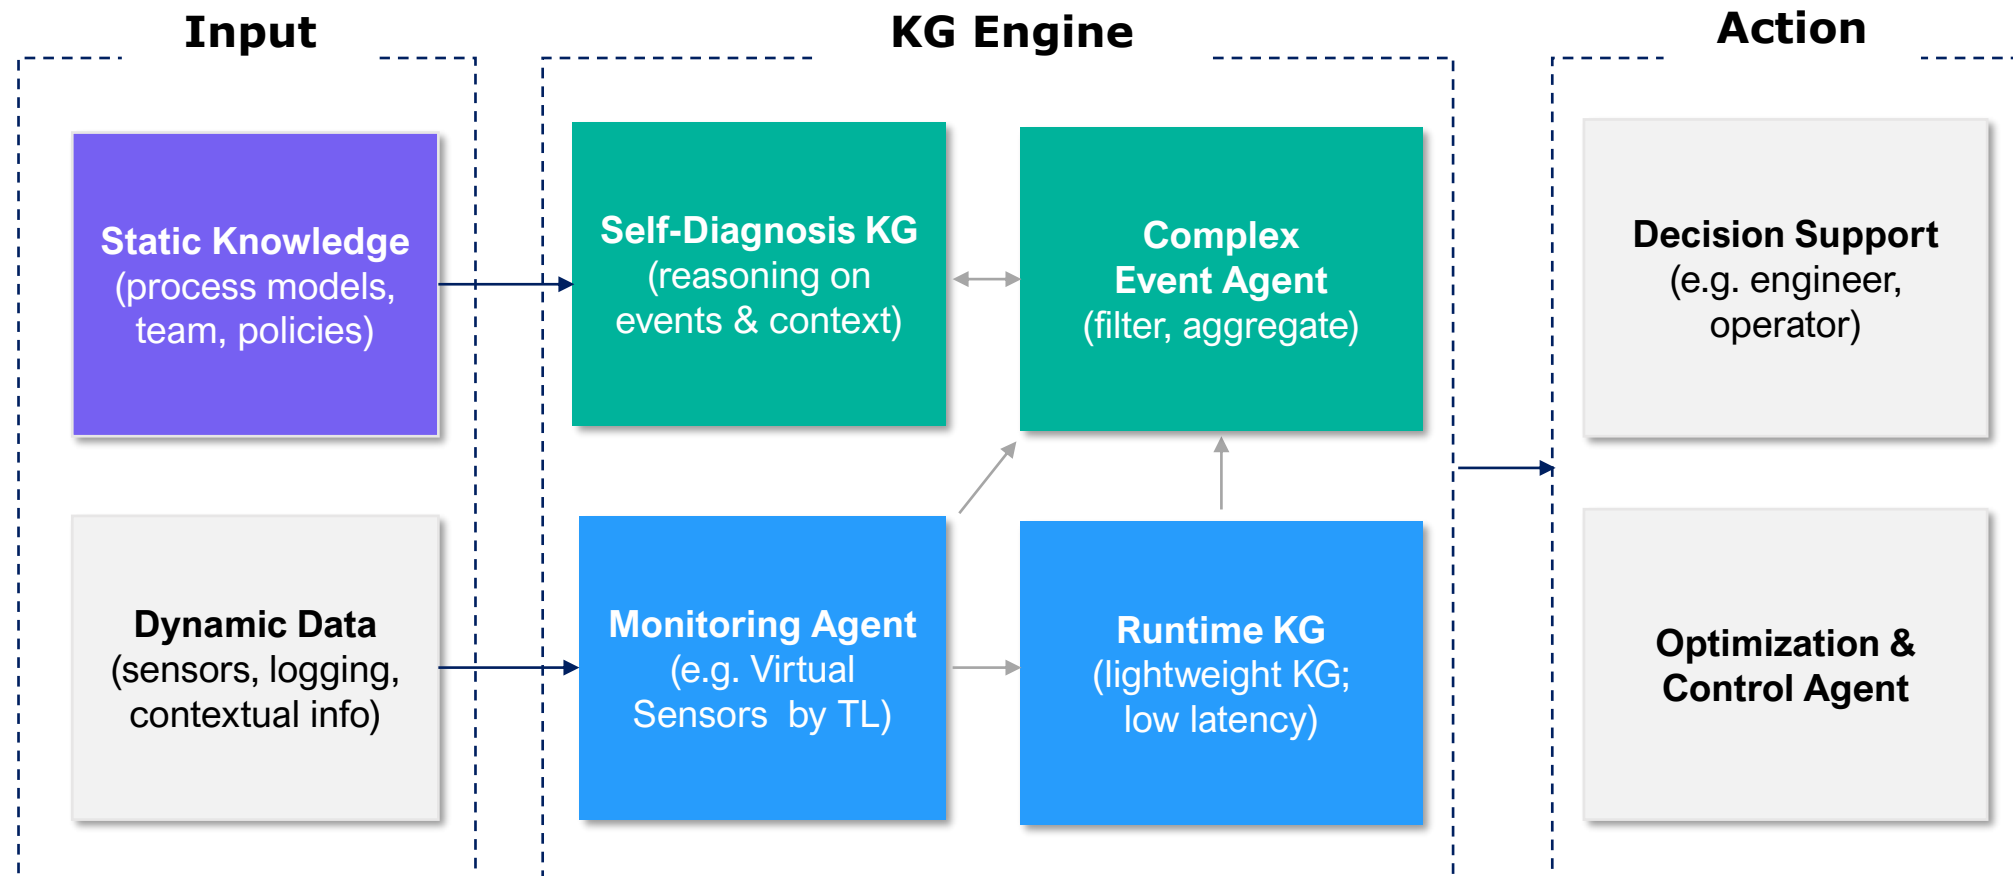 Input
KG Engine
Action
Static Knowledge
(process models,
team, policies)
Self-Diagnosis KG
(reasoning on
events & context)
Complex
Event Agent
(filter, aggregate)
Decision Support
(e.g. engineer,
operator)
Dynamic Data
(sensors, logging,
contextual info)
Monitoring Agent
(e.g. Virtual
Sensors  by TL)
Runtime KG
(lightweight KG;
low latency)
Optimization &
Control Agent